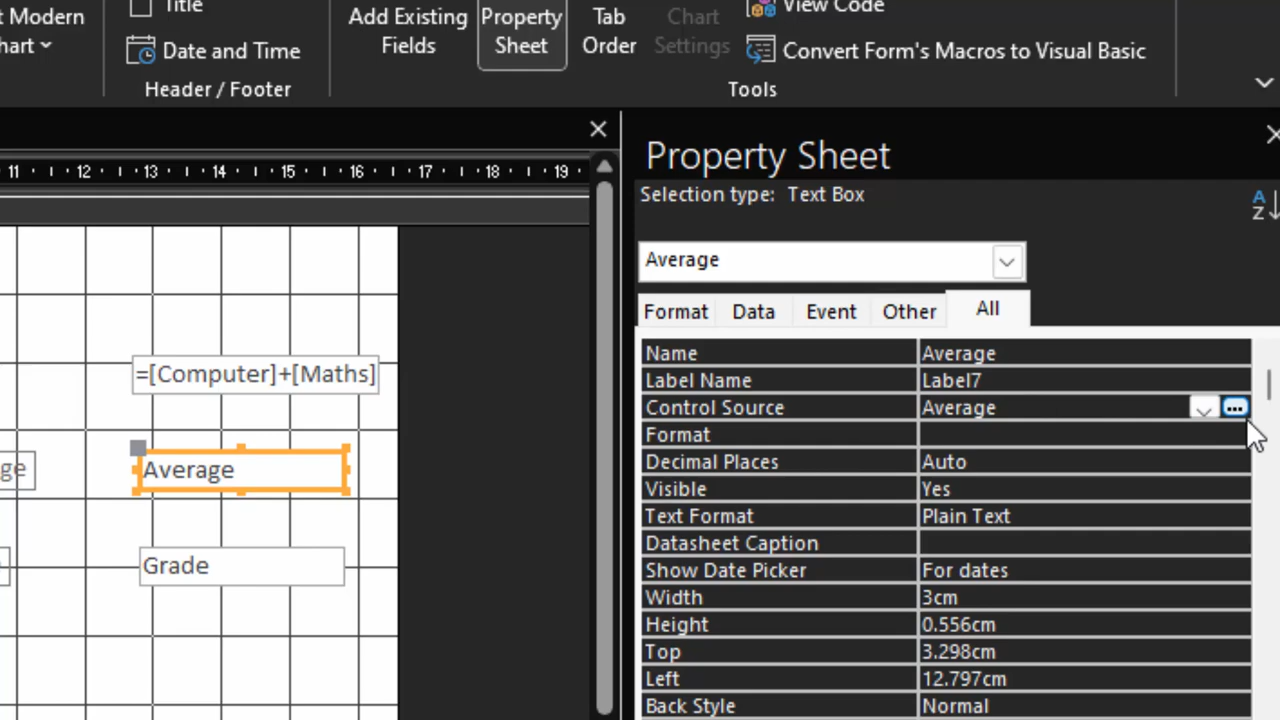 t Modern
Title
Add Existing
Property
Tab
Chart
View Code
hart
Date and Time
Fields
Sheet
Order
Settings
Convert Form's Macros to Visual Basic
Header / Footer
Tools
Property Sheet
11 12 13 14 15 16 17 18 19
Selection type: Text Box
A
Z
Average
Format Data Event Other All
Name Average
=[Computer]+[Maths]
Label Name Label7
Control Source Average
Format
ge
Average
Decimal Places Auto
Visible Yes
Text Format Plain Text
Datasheet Caption
Grade
Show Date Picker For dates
Width 3cm
Height 0.556cm
Top 3.298cm
Left 12.797cm
Back Style Normal